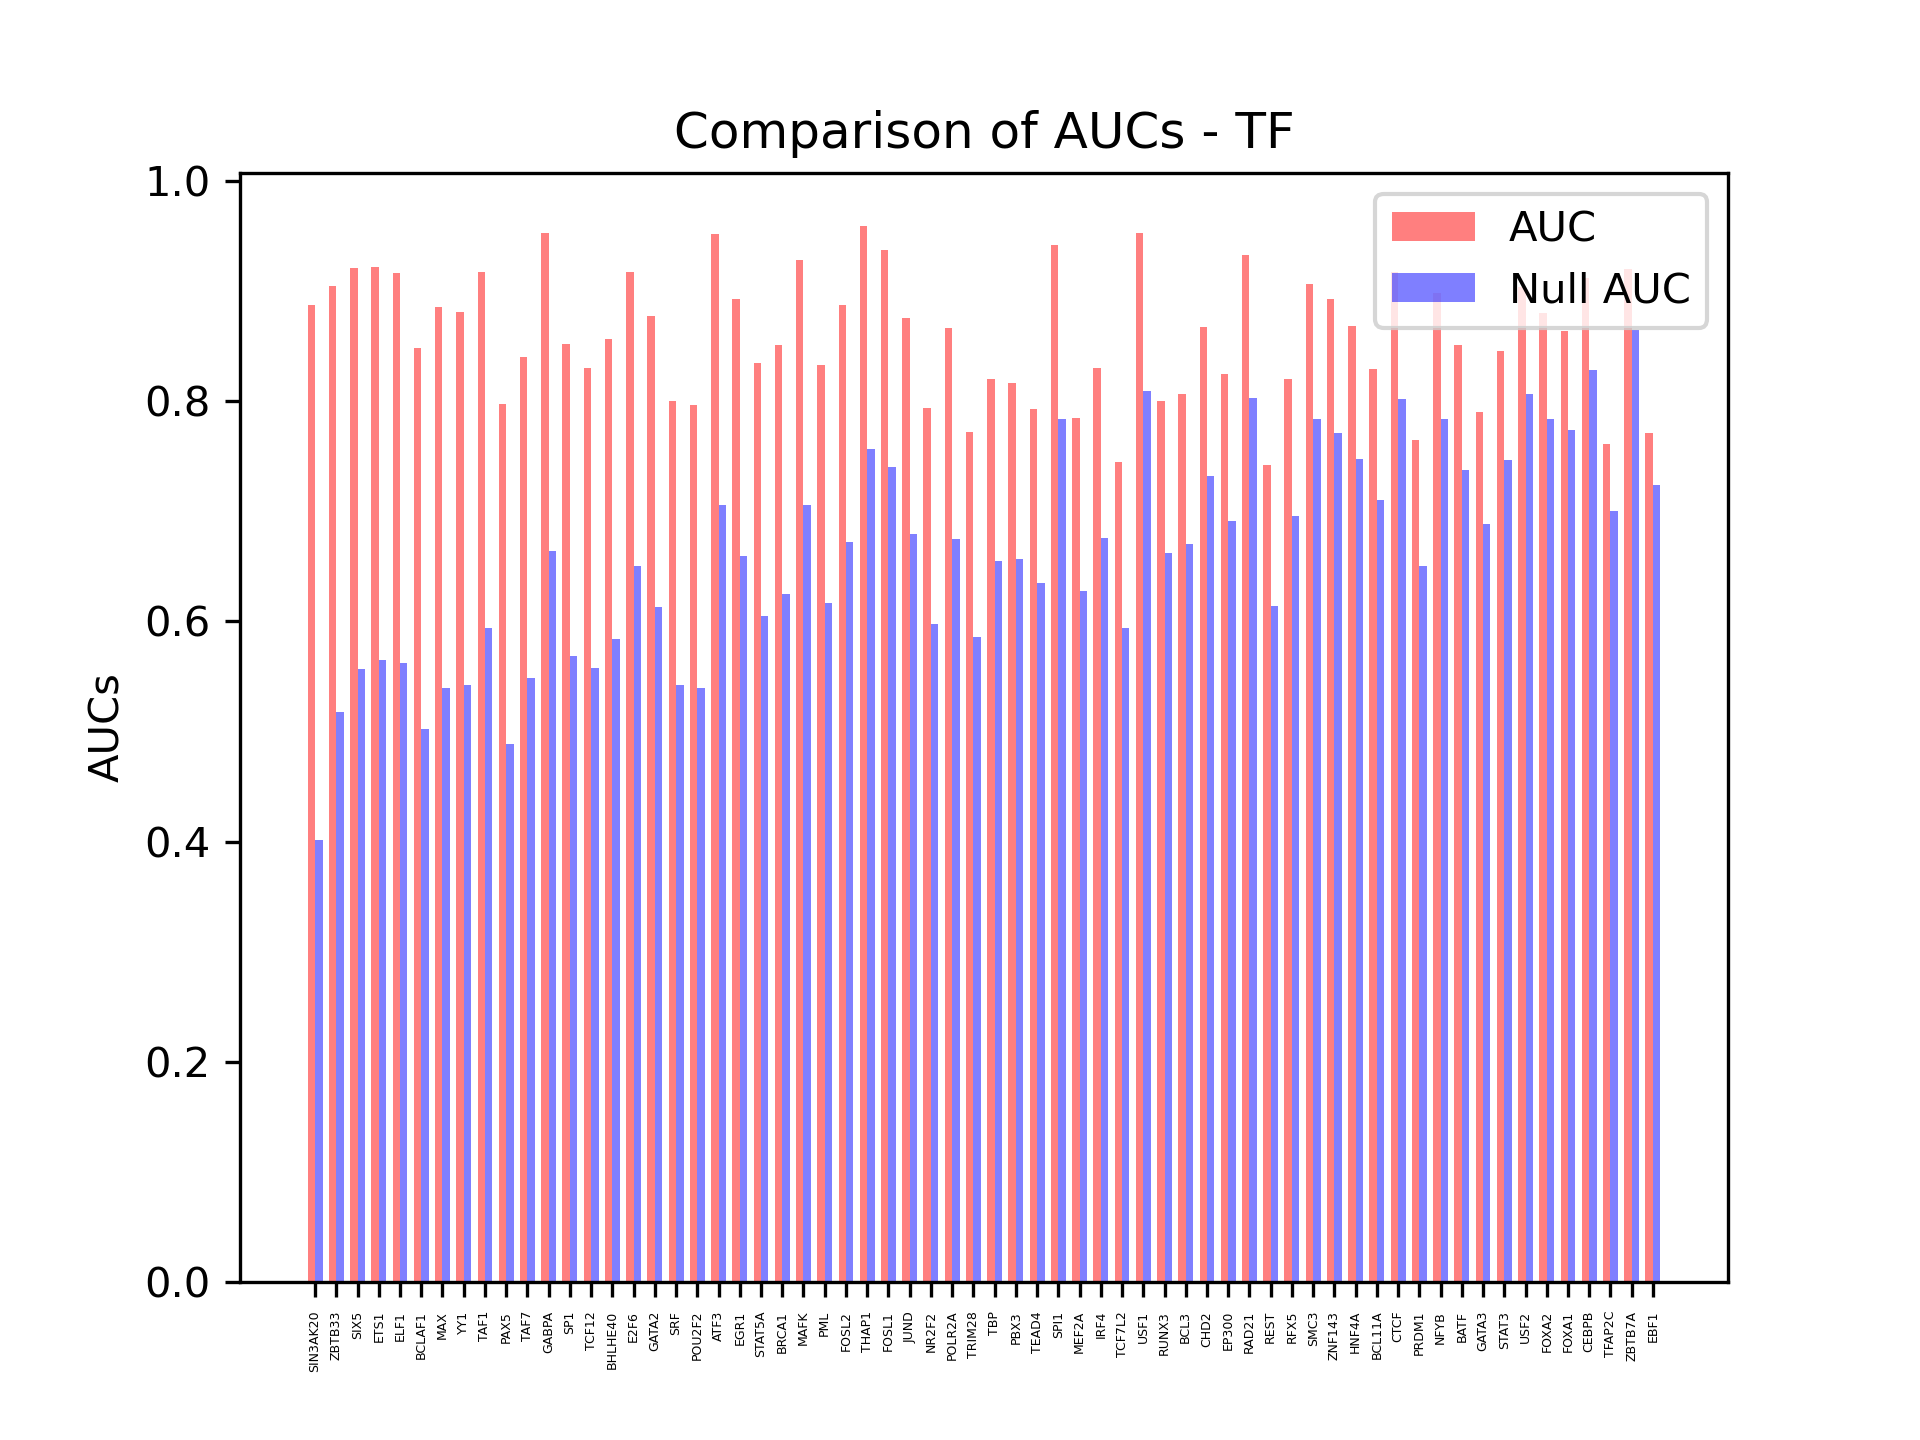 Comparison of AUCs - TF
AUC
Null AUC
AUCs
1.0
0.8
0.6
0.4
0.2
0.0
SIN3AK20
ZBTB33
SIX5
ETS1
ELF1
BCLAF1
MAX
YY1
TAF1
PAX5
TAF7
GABPA
SP1
TCF12
BHLHE40
E2F6
GATA2
SRF
POU2F2
ATF3
EGR1
STAT5A
BRCA1
MAFK
PML
FOSL2
THAP1
FOSL1
JUND
NR2F2
POLR2A
TRIM28
TBP
PBX3
TEAD4
SPI1
MEF2A
IRF4
TCF7L2
USF1
RUNX3
BCL3
CHD2
EP300
RAD21
REST
RFX5
SMC3
ZNF143
HNF4A
BCL11A
CTCF
PRDM1
NFYB
BATF
GATA3
STAT3
USF2
FOXA2
FOXA1
CEBPB
TFAP2C
ZBTB7A
EBF1